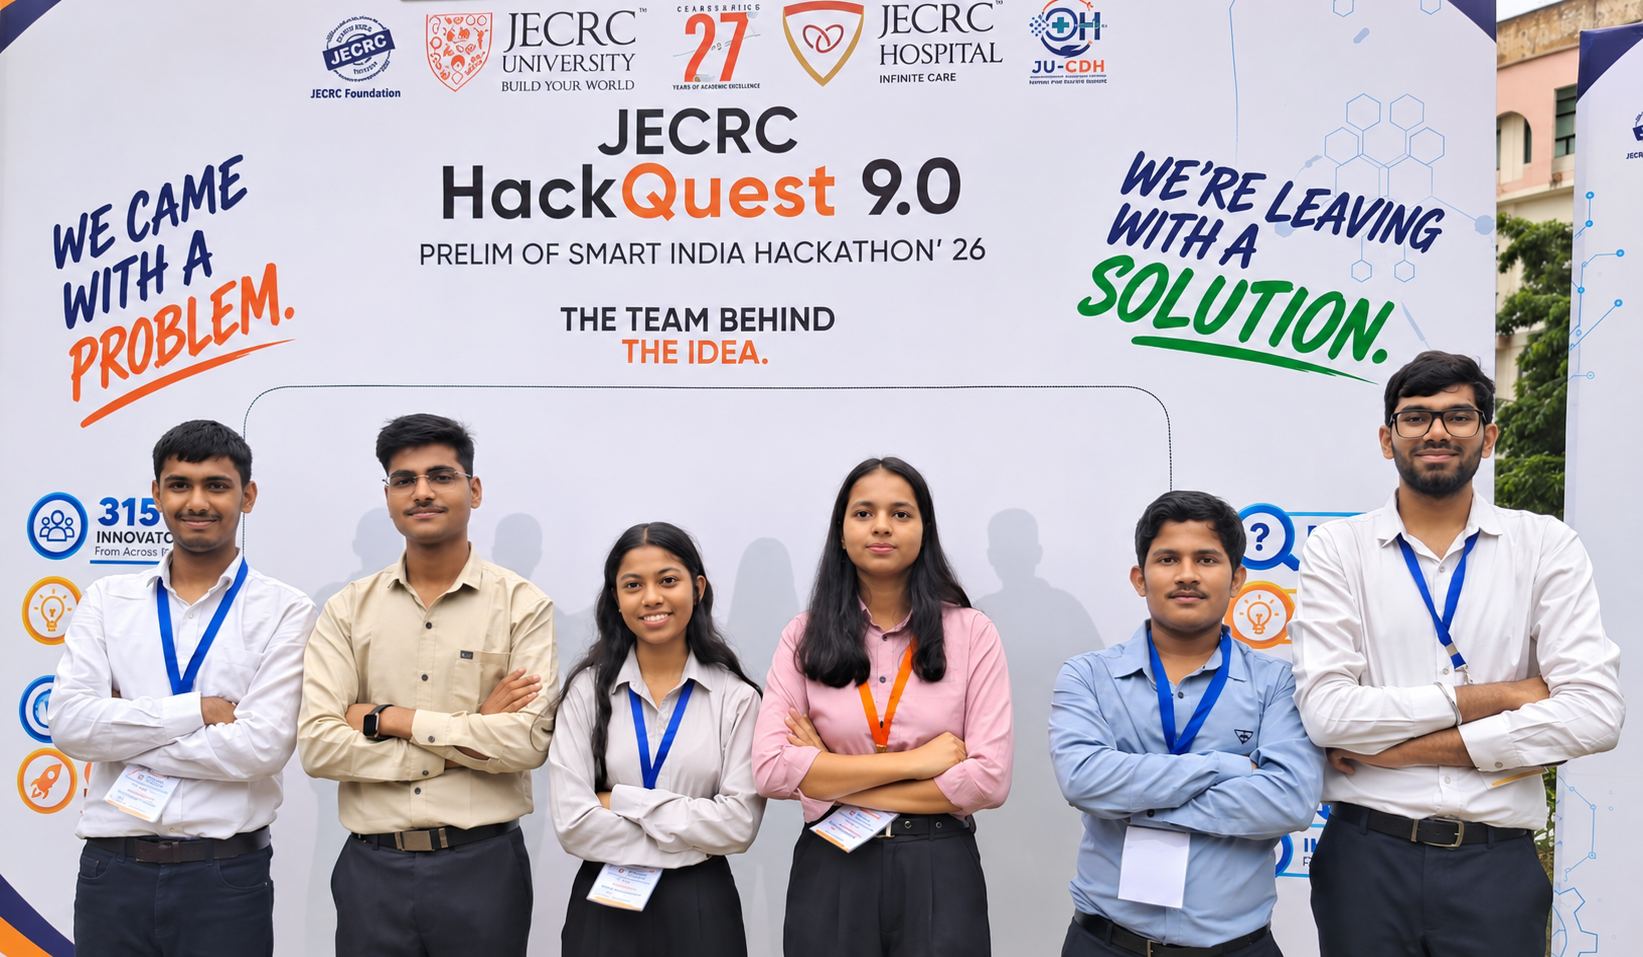 JECRC
JECRC Foundation
JECRC
UNIVERSITY
BUILD YOUR WORLD
27
YEARS OF ACADEMIC EXCELLENCE
JECRC
HOSPITAL
INFINITE CARE
JU-CDH
JECRC
HackQuest 9.0
PRELIM OF SMART INDIA HACKATHON' 26
THE TEAM BEHIND
THE IDEA.
WE CAME
WITH A
PROBLEM.
WE'RE LEAVING
WITH A
SOLUTION.
315
INNOVATO
From Across
?